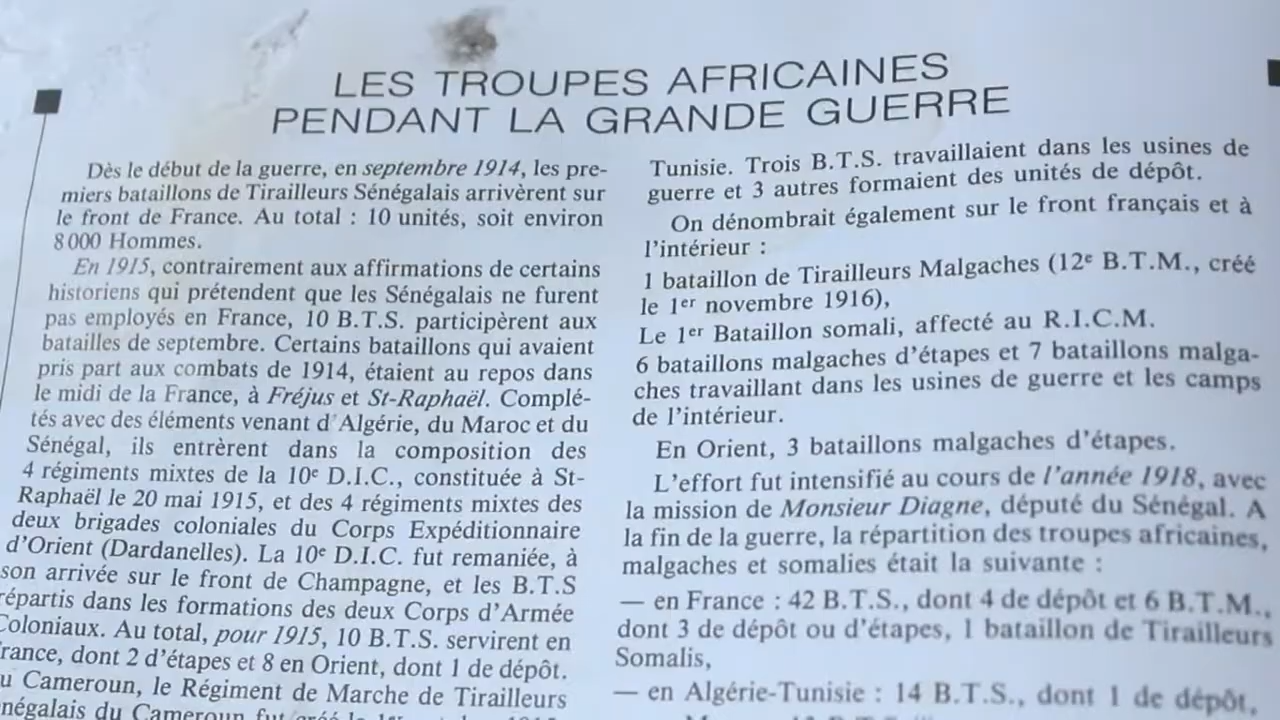 LES TROUPES AFRICAINES
PENDANT LA GRANDE GUERRE
Dès le début de la guerre, en septembre 1914, les pre-
miers bataillons de Tirailleurs Sénégalais arrivèrent sur
le front de France. Au total : 10 unités, soit environ
8 000 Hommes.
En 1915, contrairement aux affirmations de certains
historiens qui prétendent que les Sénégalais ne furent
pas employés en France, 10 B.T.S. participèrent aux
batailles de septembre. Certains bataillons qui avaient
pris part aux combats de 1914, étaient au repos dans
le midi de la France, à Fréjus et St-Raphaël. Complé-
tés avec des éléments venant d'Algérie, du Maroc et du
Sénégal, ils entrèrent dans la composition des
4 régiments mixtes de la 10e D.I.C., constituée à St-
Raphaël le 20 mai 1915, et des 4 régiments mixtes des
deux brigades coloniales du Corps Expéditionnaire
d'Orient (Dardanelles). La 10e D.I.C. fut remaniée, à
son arrivée sur le front de Champagne, et les B.T.S
répartis dans les formations des deux Corps d'Armée
Coloniaux. Au total, pour 1915, 10 B.T.S. servirent en
rance, dont 2 d'étapes et 8 en Orient, dont 1 de dépôt.
u Cameroun, le Régiment de Marche de Tirailleurs
négalais du Cameroun fut créé le 1er
Tunisie. Trois B.T.S. travaillaient dans les usines de
guerre et 3 autres formaient des unités de dépôt.
On dénombrait également sur le front français et à
l'intérieur :
1 bataillon de Tirailleurs Malgaches (12e B.T.M., créé
le 1er novembre 1916),
Le 1er Bataillon somali, affecté au R.I.C.M.
6 bataillons malgaches d'étapes et 7 bataillons malga-
ches travaillant dans les usines de guerre et les camps
de l'intérieur.
En Orient, 3 bataillons malgaches d'étapes.
L'effort fut intensifié au cours de l'année 1918, avec
la mission de Monsieur Diagne, député du Sénégal. A
la fin de la guerre, la répartition des troupes africaines,
malgaches et somalies était la suivante :
— en France : 42 B.T.S., dont 4 de dépôt et 6 B.T.M.,
dont 3 de dépôt ou d'étapes, 1 bataillon de Tirailleurs
Somalis,
— en Algérie-Tunisie : 14 B.T.S., dont 1 de dépôt,